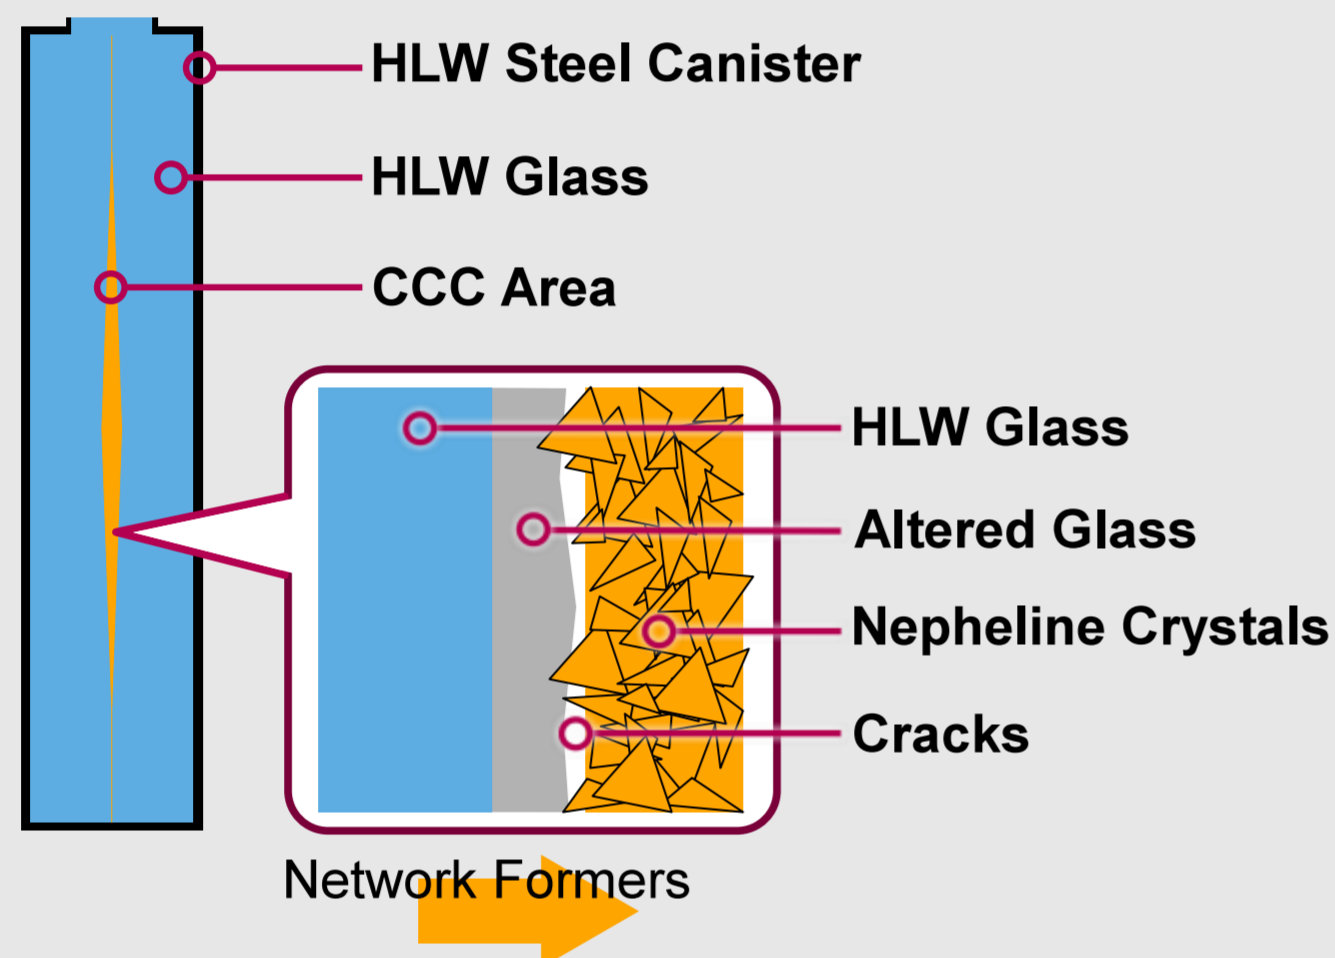 HLW Steel Canister
HLW Glass
CCC Area
HLW Glass
Altered Glass
Nepheline Crystals
Cracks
Network Formers